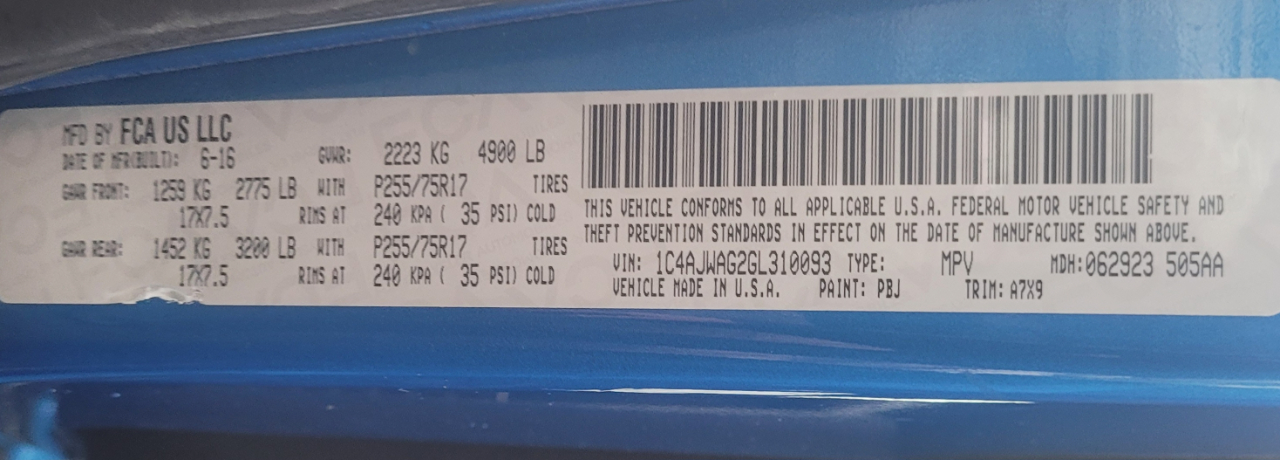 MFD BY FCA US LLC
DATE OF MFR(BUILT): 6-16 GVWR: 2223 KG 4900 LB
GAWR FRONT: 1259 KG 2775 LB WITH P255/75R17 TIRES
17X7.5 RIMS AT 240 KPA ( 35 PSI) COLD
GAWR REAR: 1452 KG 3200 LB WITH P255/75R17 TIRES
17X7.5 RIMS AT 240 KPA ( 35 PSI) COLD
THIS VEHICLE CONFORMS TO ALL APPLICABLE U.S.A. FEDERAL MOTOR VEHICLE SAFETY AND
THEFT PREVENTION STANDARDS IN EFFECT ON THE DATE OF MANUFACTURE SHOWN ABOVE.
VIN: 1C4AJWAG2GL310093 TYPE: MPV MDH:062923 505AA
VEHICLE MADE IN U.S.A. PAINT: PBJ TRIM: A7X9